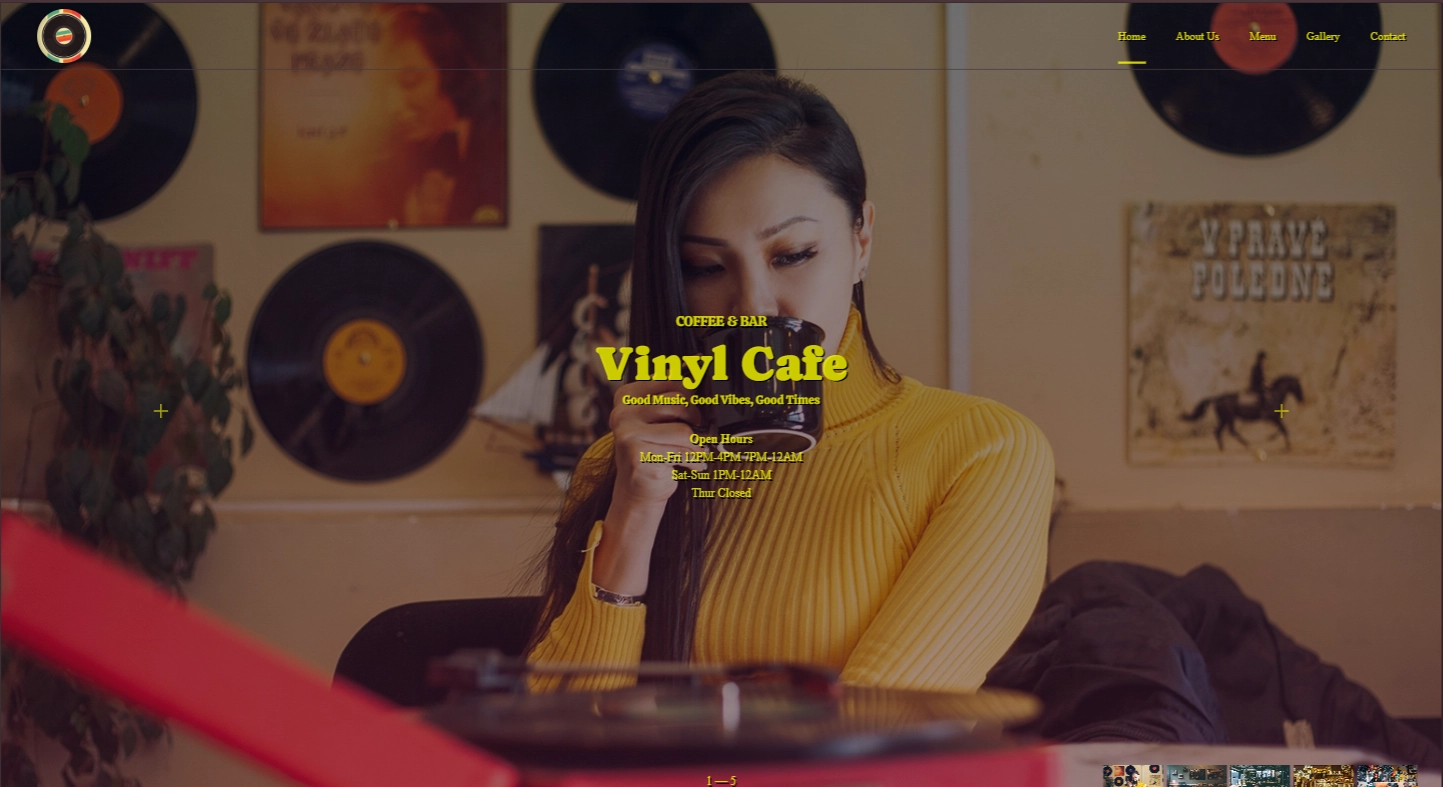 Home About Us Menu Gallery Contact
V PRAVÉ
POLEDNE
COFFEE & BAR
Vinyl Cafe
Good Music, Good Vibes, Good Times
Open Hours
Mon-Fri 12PM-4PM 7PM-12AM
Sat-Sun 1PM-12AM
Thur Closed
1 — 5